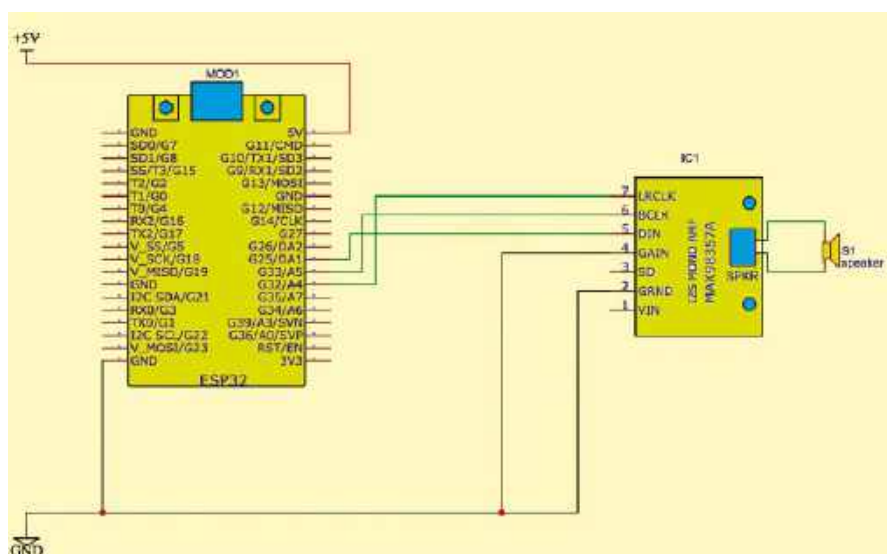 +5V
MOD1
GND
SD0/G7
SD1/G8
SS/T3/G15
T2/G2
T1/G0
T0/G4
RX2/G16
TX2/G17
V_SS/G5
V_SCK/G18
V_MISO/G19
GND
I2C SDA/G21
RX0/G3
TX0/G1
I2C SCL/G22
V_MOSI/G23
GND
5V
G11/CMD
G10/TX1/SD3
G9/RX1/SD2
G13/MOSI
GND
G12/MISO
G14/CLK
G27
G26/DA2
G25/DA1
G33/A5
G32/A4
G35/A7
G34/A6
G39/A3/SVN
G36/A0/SVP
RST/EN
3V3
ESP32
IC1
7 LRCLK
6 BCLK
5 DIN
4 GAIN
3 SD
2 GRND
1 VIN
I2S MONO AMP
MAX98357A
SPKR
S1
speaker
GND